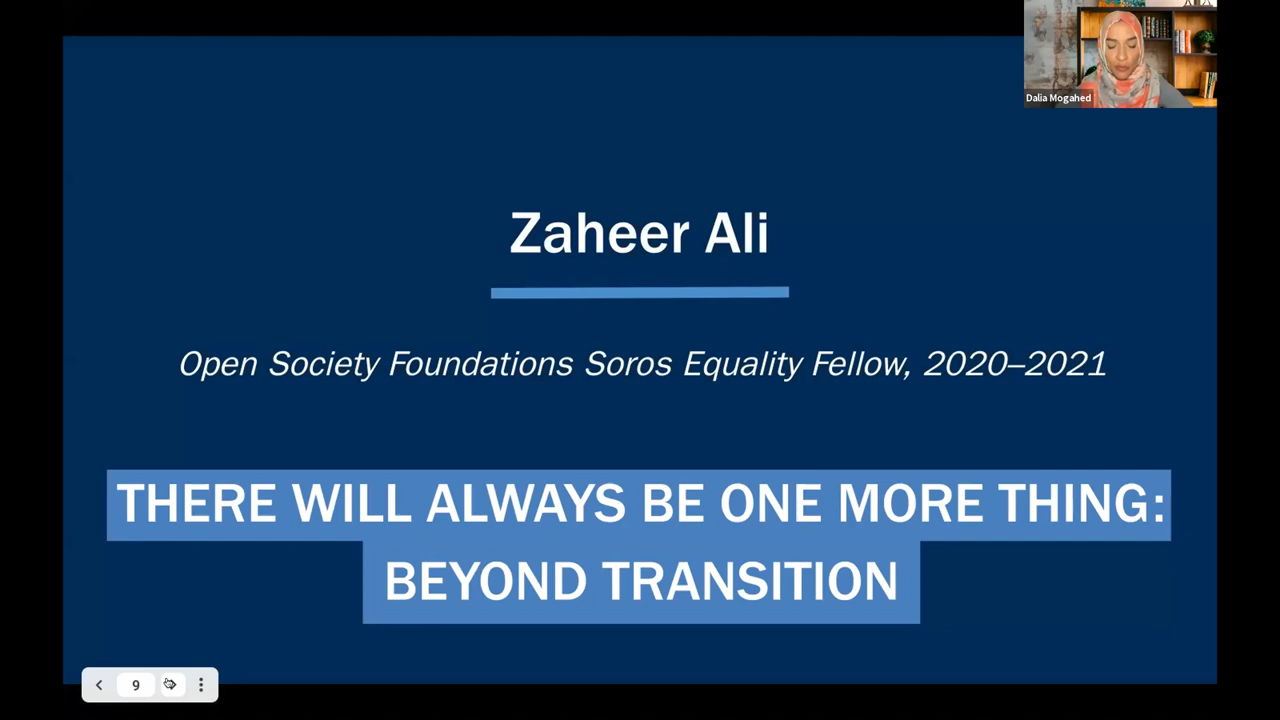 Dalia Mogahed
Zaheer Ali
Open Society Foundations Soros Equality Fellow, 2020–2021
THERE WILL ALWAYS BE ONE MORE THING:
BEYOND TRANSITION
9